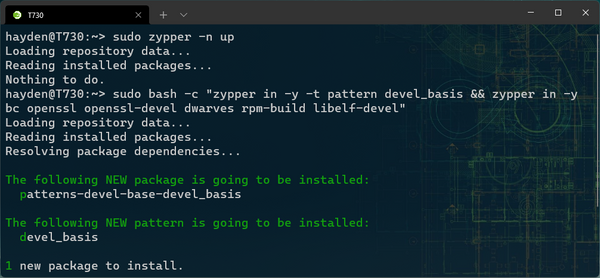 T730
hayden@T730:~> sudo zypper -n up
Loading repository data...
Reading installed packages...
Nothing to do.
hayden@T730:~> sudo bash -c "zypper in -y -t pattern devel_basis && zypper in -y
bc openssl openssl-devel dwarves rpm-build libelf-devel"
Loading repository data...
Reading installed packages...
Resolving package dependencies...
The following NEW package is going to be installed:
patterns-devel-base-devel_basis
The following NEW pattern is going to be installed:
devel_basis
1 new package to install.